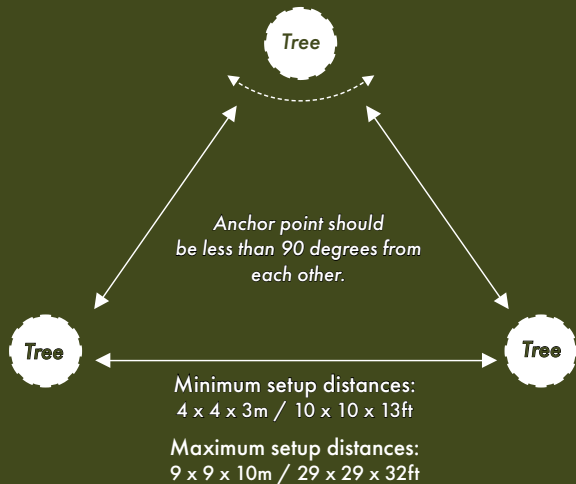 Tree
Anchor point should
be less than 90 degrees from
each other.
Tree
Tree
Minimum setup distances:
4 x 4 x 3m / 10 x 10 x 13ft
Maximum setup distances:
9 x 9 x 10m / 29 x 29 x 32ft